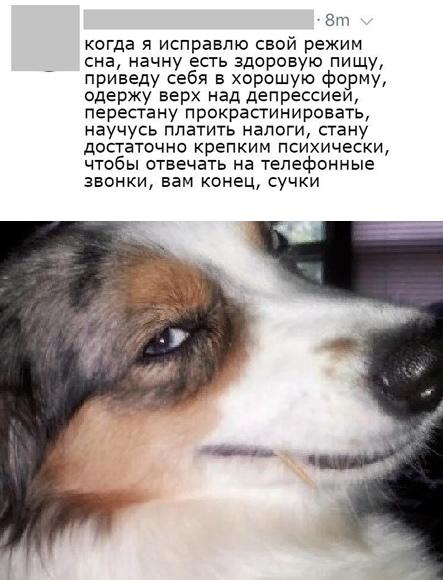 · 8m
когда я исправлю свой режим
сна, начну есть здоровую пищу,
приведу себя в хорошую форму,
одержу верх над депрессией,
перестану прокрастинировать,
научусь платить налоги, стану
достаточно крепким психически,
чтобы отвечать на телефонные
звонки, вам конец, сучки